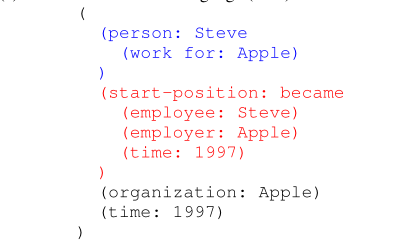 (
(person: Steve
(work for: Apple)
)
(start-position: became
(employee: Steve)
(employer: Apple)
(time: 1997)
)
(organization: Apple)
(time: 1997)
)